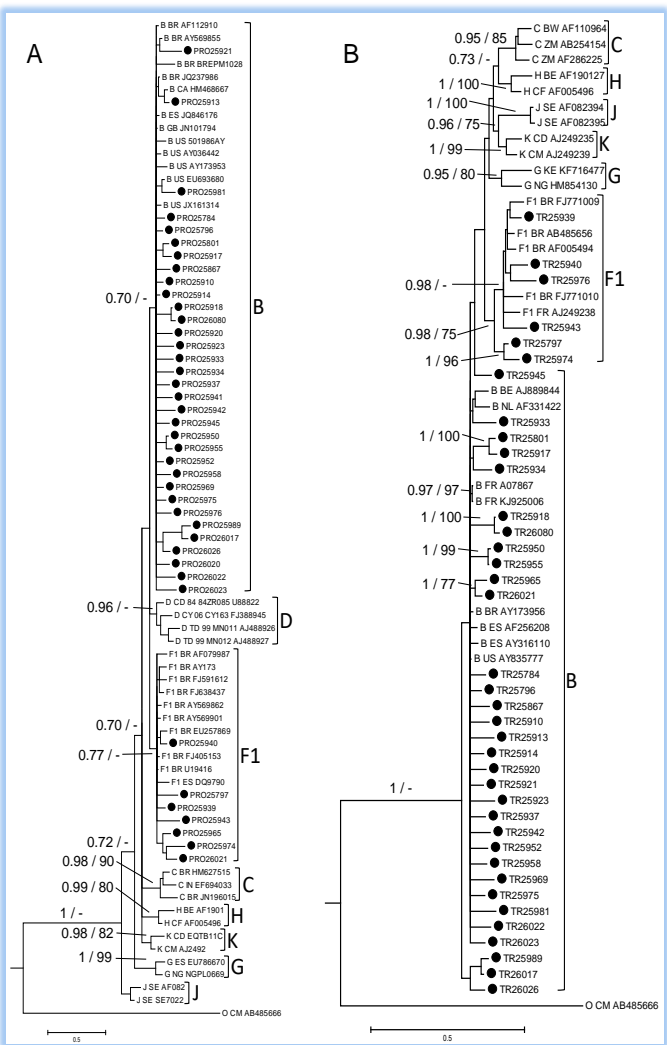 A
B BR AF112910
B BR AY569855
PRO25921
B BR BREPM1028
B BR JQ237986
B CA HM468667
PRO25913
B ES JQ846176
B GB JN101794
B US 501986AY
B US AY036442
B US AY173953
B US EU693680
PRO25981
B US JX161314
PRO25784
PRO25796
PRO25801
PRO25917
PRO25867
PRO25910
PRO25914
0.70 / -
B
PRO25918
PRO26080
PRO25920
PRO25923
PRO25933
PRO25934
PRO25937
PRO25941
PRO25942
PRO25945
PRO25950
PRO25955
PRO25952
PRO25958
PRO25969
PRO25975
PRO25976
PRO25989
PRO26017
PRO26026
PRO26020
PRO26022
PRO26023
0.96 / -
D CD 84 84ZR085 U88822
D CY 06 CY163 FJ388945
D TD 99 MN011 AJ488926
D TD 99 MN012 AJ488927
D
F1 BR AF079987
F1 BR AY173
F1 BR FJ591612
F1 BR FJ638437
F1 BR AY569862
F1 BR AY569901
F1 BR EU257869
0.70 / -
PRO25940
0.77 / -
F1 BR FJ405153
F1
F1 BR U19416
F1 ES DQ9790
PRO25797
PRO25939
PRO25943
PRO25965
PRO25974
PRO26021
0.72 / -
0.98 / 90
C BR HM627515
C IN EF694033
C BR JN196015
C
0.99 / 80
H BE AF1901
H CF AF005496
H
1 / -
0.98 / 82
K CD EQTB11C
K CM AJ2492
K
1 / 99
G ES EU786670
G NG NGPL0669
G
J SE AF082
J SE SE7022
J
O CM AB485666
0.5
B
0.95 / 85
C BW AF110964
C ZM AB254154
C ZM AF286225
C
0.73 / -
H BE AF190127
H CF AF005496
H
1 / 100
1 / 100
J SE AF082394
J SE AF082395
J
0.96 / 75
K CD AJ249235
K CM AJ249239
K
1 / 99
0.95 / 80
G KE KF716477
G NG HM854130
G
F1 BR FJ771009
TR25939
F1 BR AB485656
F1 BR AF005494
TR25940
TR25976
0.98 / -
F1
F1 BR FJ771010
F1 FR AJ249238
TR25943
0.98 / 75
TR25797
TR25974
1 / 96
TR25945
B BE AJ889844
B NL AF331422
TR25933
1 / 100
TR25801
TR25917
TR25934
0.97 / 97
B FR A07867
B FR KJ925006
1 / 100
TR25918
TR26080
1 / 99
TR25950
TR25955
1 / 77
TR25965
TR26021
B BR AY173956
B ES AF256208
B ES AY316110
B US AY835777
TR25784
B
TR25796
TR25867
TR25910
TR25913
TR25914
TR25920
TR25921
1 / -
TR25923
TR25937
TR25942
TR25952
TR25958
TR25969
TR25975
TR25981
TR26022
TR26023
TR25989
TR26017
TR26026
O CM AB485666
0.5